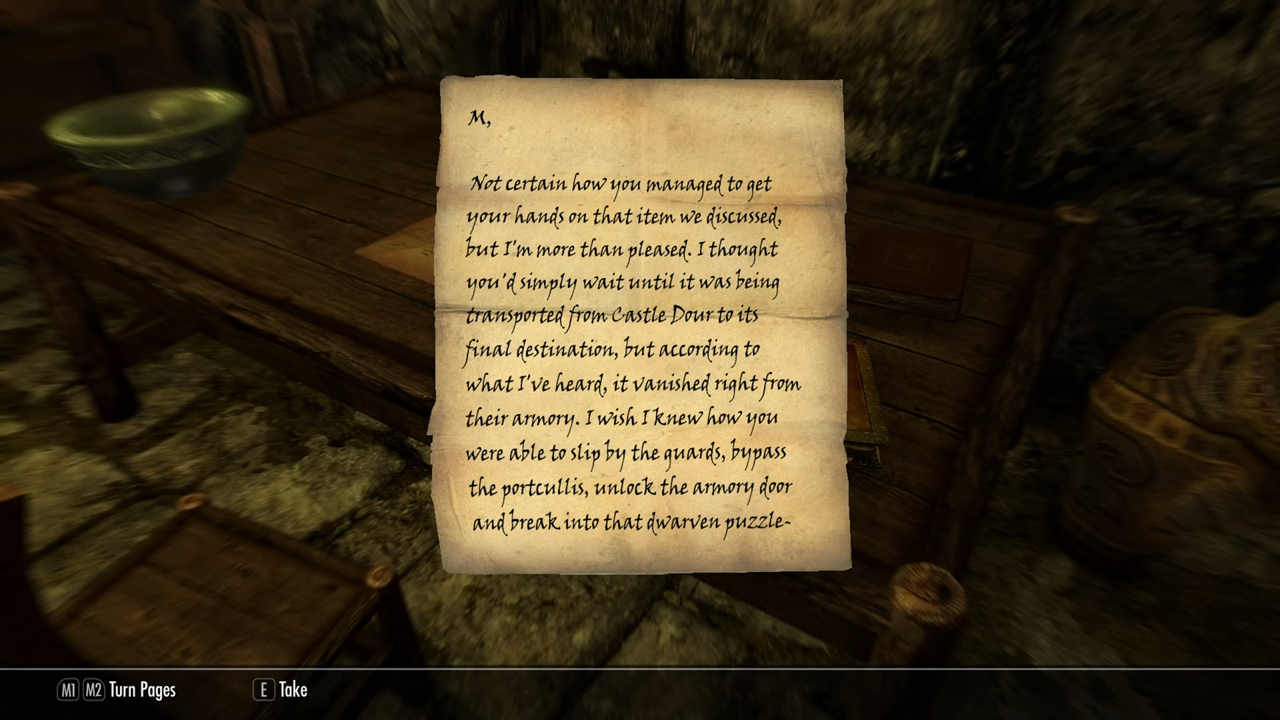 M,
Not certain how you managed to get
your hands on that item we discussed,
but I'm more than pleased. I thought
you'd simply wait until it was being
transported from Castle Dour to its
final destination, but according to
what I've heard, it vanished right from
their armory. I wish I knew how you
were able to slip by the guards, bypass
the portcullis, unlock the armory door
and break into that dwarven puzzle-
M1 M2 Turn Pages E Take